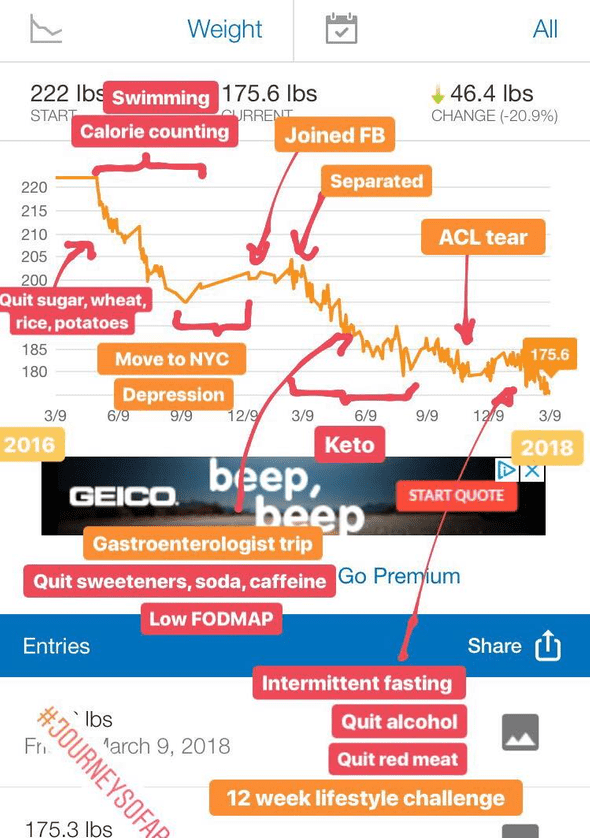 Weight
All
222 lbs
Swimming
175.6 lbs
46.4 lbs
START
CURRENT
CHANGE (-20.9%)
Calorie counting
Joined FB
Separated
220
215
210
205
200
185
180
ACL tear
Quit sugar, wheat,
rice, potatoes
175.6
Move to NYC
Depression
3/9 6/9 9/9 12/9 3/9 6/9 9/9 12/9 3/9
2016
Keto
2018
GEICO.
beep,
beep
START QUOTE
Gastroenterologist trip
Quit sweeteners, soda, caffeine
Go Premium
Low FODMAP
Entries
Share
Intermittent fasting
lbs
Quit alcohol
March 9, 2018
Quit red meat
#JOURNEYSOFAR
12 week lifestyle challenge
175.3 lbs